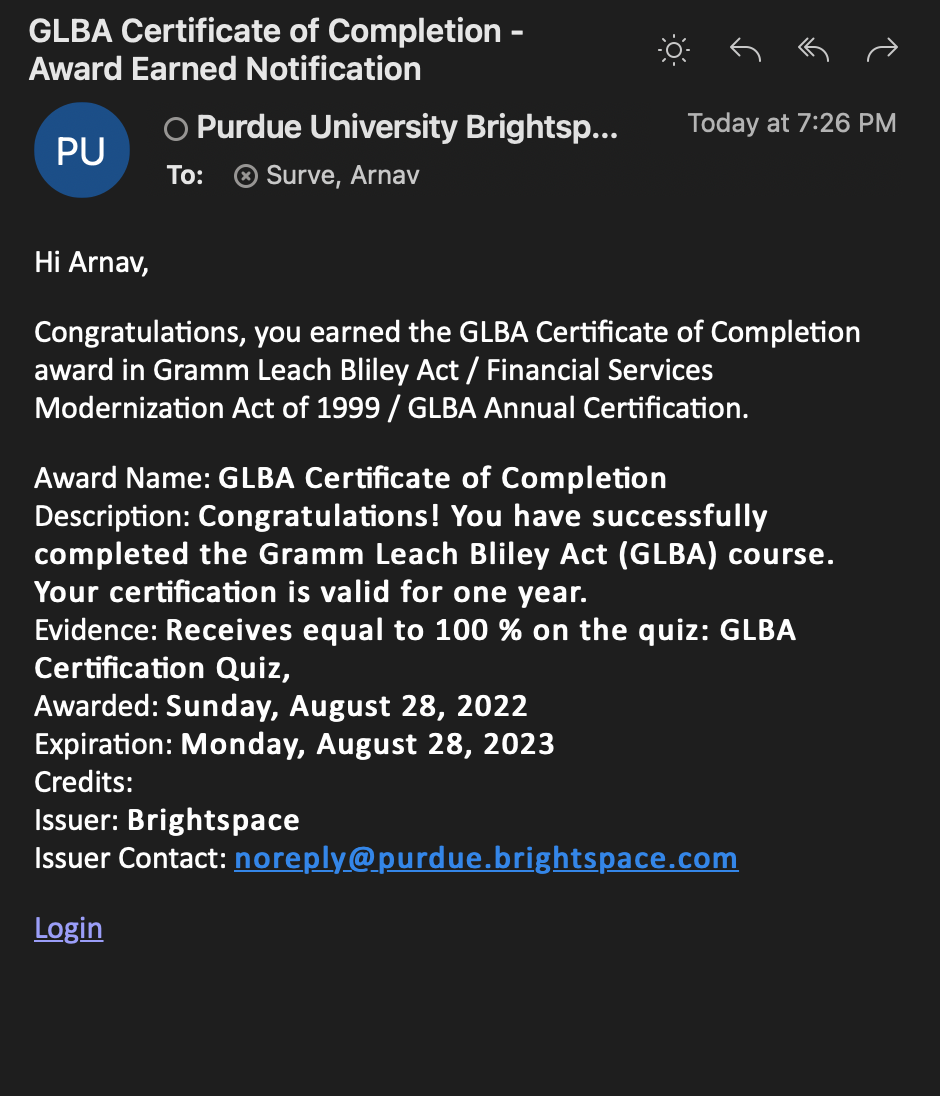 GLBA Certificate of Completion -
Award Earned Notification
PU
Purdue University Brightsp...
Today at 7:26 PM
To: Surve, Arnav
Hi Arnav,
Congratulations, you earned the GLBA Certificate of Completion
award in Gramm Leach Bliley Act / Financial Services
Modernization Act of 1999 / GLBA Annual Certification.
Award Name: GLBA Certificate of Completion
Description: Congratulations! You have successfully
completed the Gramm Leach Bliley Act (GLBA) course.
Your certification is valid for one year.
Evidence: Receives equal to 100 % on the quiz: GLBA
Certification Quiz,
Awarded: Sunday, August 28, 2022
Expiration: Monday, August 28, 2023
Credits:
Issuer: Brightspace
Issuer Contact: noreply@purdue.brightspace.com
Login